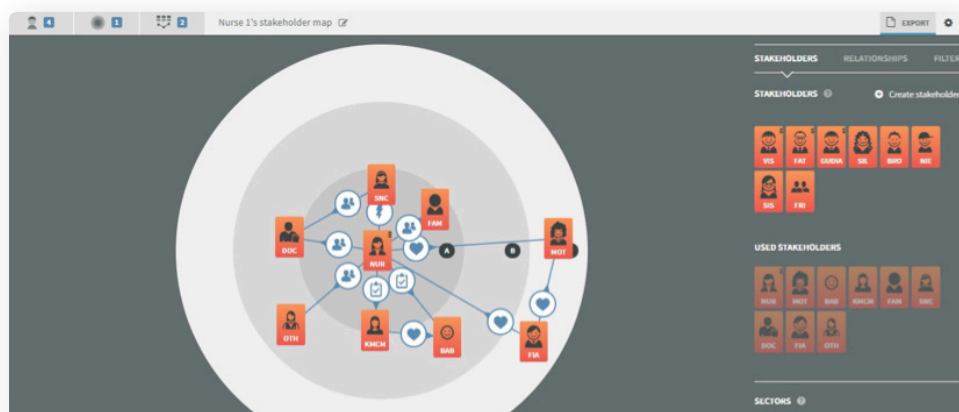 4 1 2 Nurse 1's stakeholder map EXPORT
STAKEHOLDERS RELATIONSHIPS FILTER
STAKEHOLDERS Create stakeholder
VIS FAT GUDIA SIL BRO NIE
SIS FRI
USED STAKEHOLDERS
NUR MOT BAB KMCM FAM SNC
DOC FIA OTH
SECTORS
SNC
FAM
DOC
NUR
A
B
MOT
OTH
KMCM
BAB
FIA